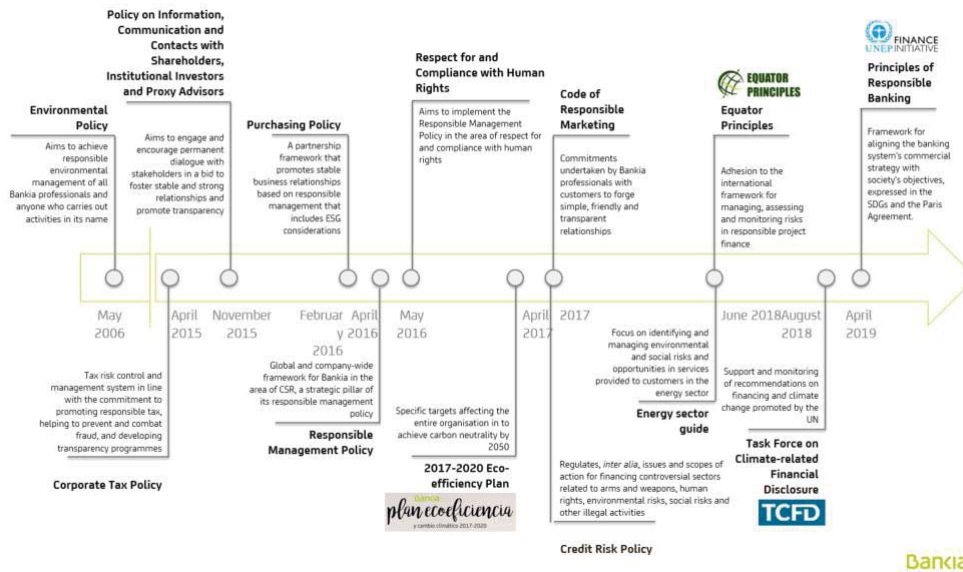 Policy on Information,
Communication and
Contacts with
Shareholders,
Institutional Investors
and Proxy Advisors
Aims to engage and
encourage permanent
dialogue with
stakeholders in a bid to
foster stable and strong
relationships and
promote transparency
Environmental
Policy
Aims to achieve
responsible
environmental
management of all
Bankia professionals and
anyone who carries out
activities in its name
Purchasing Policy
A partnership
framework that
promotes stable
business relationships
based on responsible
management that
includes ESG
considerations
Respect for and
Compliance with Human
Rights
Aims to implement the
Responsible Management
Policy in the area of respect for
and compliance with human
rights
Code of
Responsible
Marketing
Commitments
undertaken by Bankia
professionals with
customers to forge
simple, friendly and
transparent
relationships
EQUATOR
PRINCIPLES
Equator
Principles
Adhesion to the
international
framework for
managing, assessing
and monitoring risks
in responsible project
finance
UNEP
FINANCE
INITIATIVE
Principles of
Responsible
Banking
Framework for
aligning the banking
system's commercial
strategy with
society's objectives,
expressed in the
SDGs and the Paris
Agreement.
May
2006
April
2015
November
2015
Februar
y
2016
April
2016
May
2016
April
2017
2017
June 2018
August
2018
April
2019
Tax risk control and
management system in line
with the commitment to
promoting responsible tax,
helping to prevent and combat
fraud, and developing
transparency programmes
Corporate Tax Policy
Global and company-wide
framework for Bankia in the
area of CSR, a strategic pillar of
its responsible management
policy
Responsible
Management Policy
Specific targets affecting the
entire organisation in to
achieve carbon neutrality by
2050
2017-2020 Eco-
efficiency Plan
Bankia
plan ecoeficiencia
y cambio climático 2017-2020
Regulates, inter alia, issues and scopes of
action for financing controversial sectors
related to arms and weapons, human
rights, environmental risks, social risks and
other illegal activities
Credit Risk Policy
Focus on identifying and
managing environmental
and social risks and
opportunities in services
provided to customers in the
energy sector
Energy sector
guide
Support and monitoring
of recommendations on
financing and climate
change promoted by the
UN
Task Force on
Climate-related
Financial
Disclosure
TCFD
Bankia